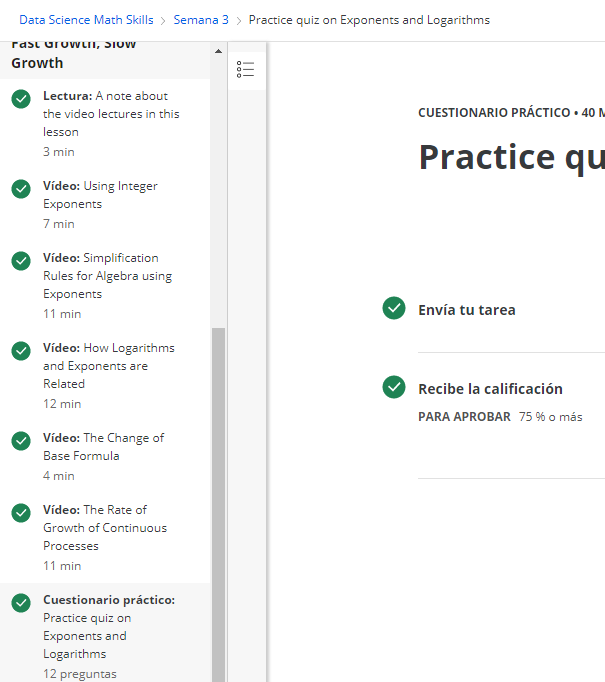 Data Science Math Skills > Semana 3 > Practice quiz on Exponents and Logarithms
Fast Growth, Slow
Growth
Lectura: A note about
the video lectures in this
lesson
3 min
Vídeo: Using Integer
Exponents
7 min
Vídeo: Simplification
Rules for Algebra using
Exponents
11 min
Vídeo: How Logarithms
and Exponents are
Related
12 min
Vídeo: The Change of
Base Formula
4 min
Vídeo: The Rate of
Growth of Continuous
Processes
11 min
Cuestionario práctico:
Practice quiz on
Exponents and
Logarithms
12 preguntas
CUESTIONARIO PRÁCTICO • 40 M
Practice qu
Envía tu tarea
Recibe la calificación
PARA APROBAR 75 % o más